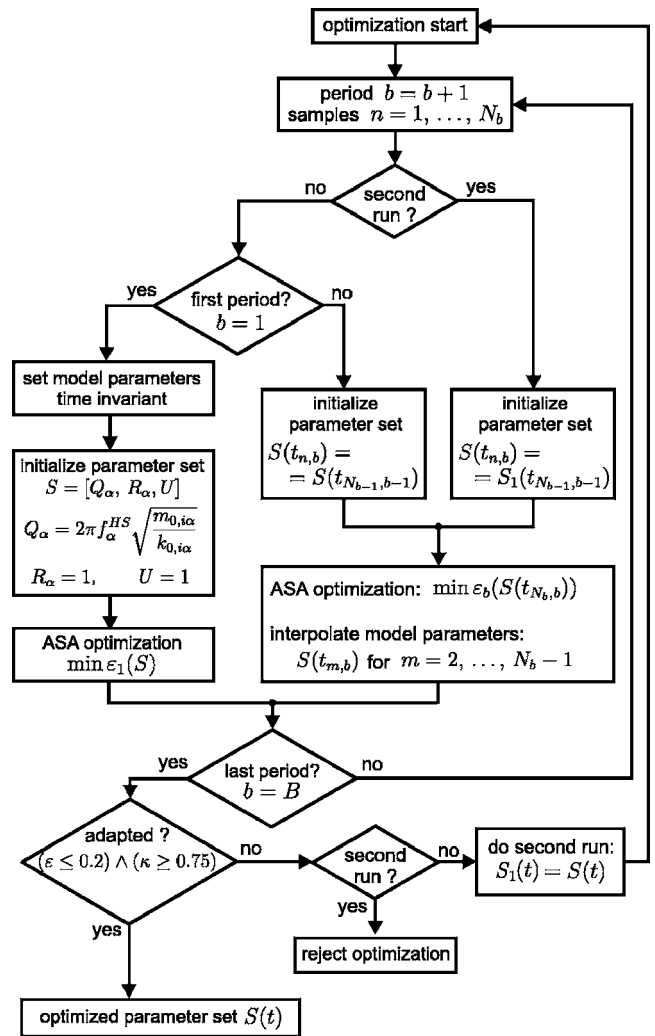 optimization start
period b = b + 1
samples n = 1, ..., N_b
second
run ?
no
yes
first period?
b = 1
yes
no
set model parameters
time invariant
initialize parameter set
S = [Q_α, R_α, U]
Q_α = 2πf_α^{HS} √(m_{0,iα} / k_{0,iα})
R_α = 1, U = 1
ASA optimization
min ε_1(S)
initialize
parameter set
S(t_{n,b}) =
= S(t_{N_{b-1},b-1})
initialize
parameter set
S(t_{n,b}) =
= S_1(t_{N_{b-1},b-1})
ASA optimization: min ε_b(S(t_{N_b,b}))
interpolate model parameters:
S(t_{m,b}) for m = 2, ..., N_b − 1
last period?
b = B
yes
no
adapted ?
(ε ≤ 0.2) ∧ (κ ≥ 0.75)
no
yes
second
run ?
no
yes
do second run:
S_1(t) = S(t)
reject optimization
optimized parameter set S(t)